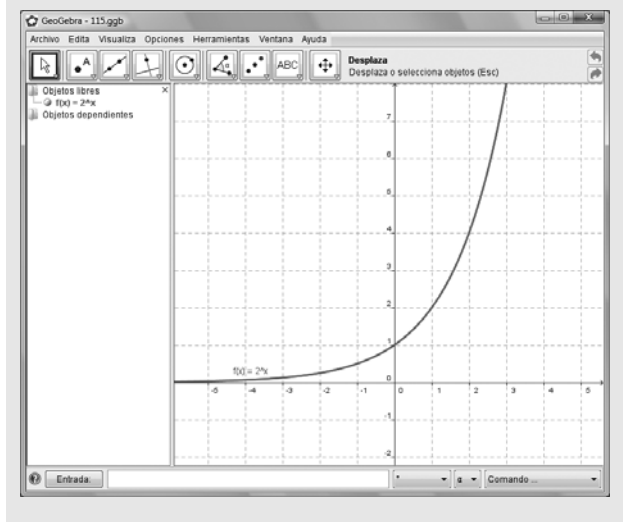 GeoGebra - 115.ggb
Archivo Edita Visualiza Opciones Herramientas Ventana Ayuda
A
α
ABC
Desplaza
Desplaza o selecciona objetos (Esc)
Objetos libres
f(x) = 2^x
Objetos dependientes
7
6
5
4
3
2
1
0
-1
-2
-5 -4 -3 -2 -1 0 1 2 3 4 5
f(x) = 2^x
Entrada:
° α Comando ...